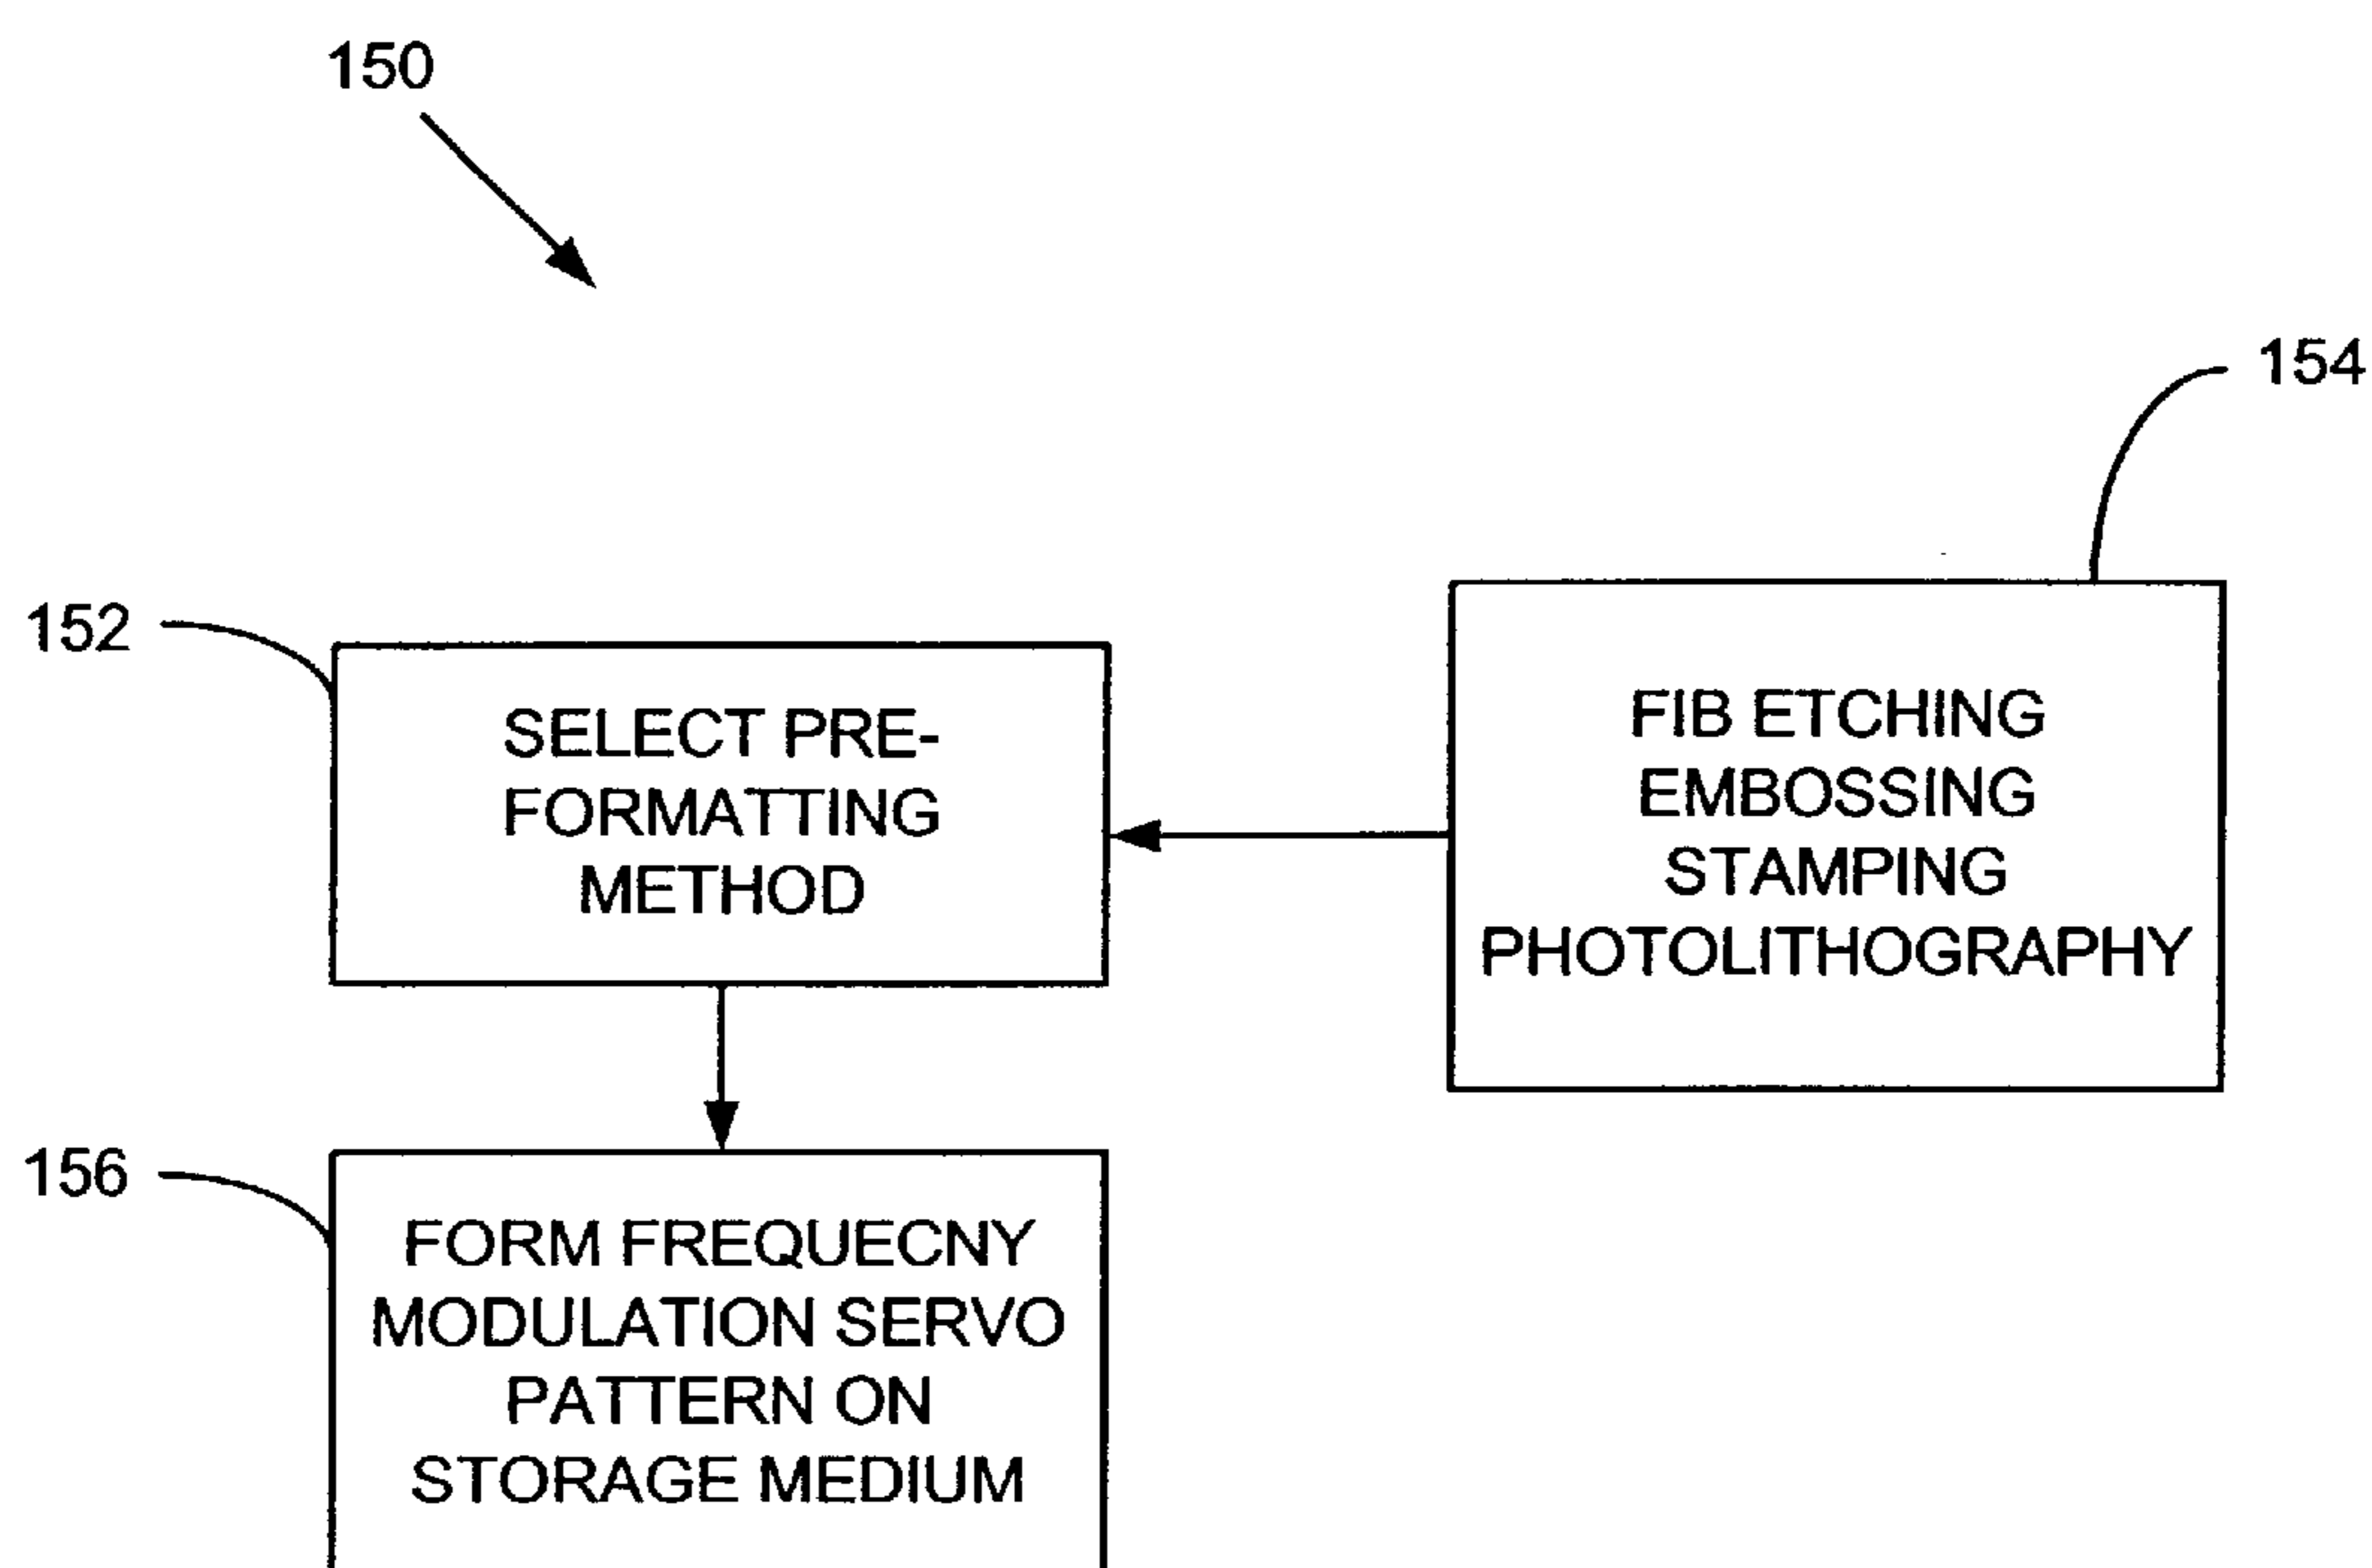 150
154
152
SELECT PRE-
FORMATTING
METHOD
FIB ETCHING
EMBOSSING
STAMPING
PHOTOLITHOGRAPHY
156
FORM FREQUECNY
MODULATION SERVO
PATTERN ON
STORAGE MEDIUM